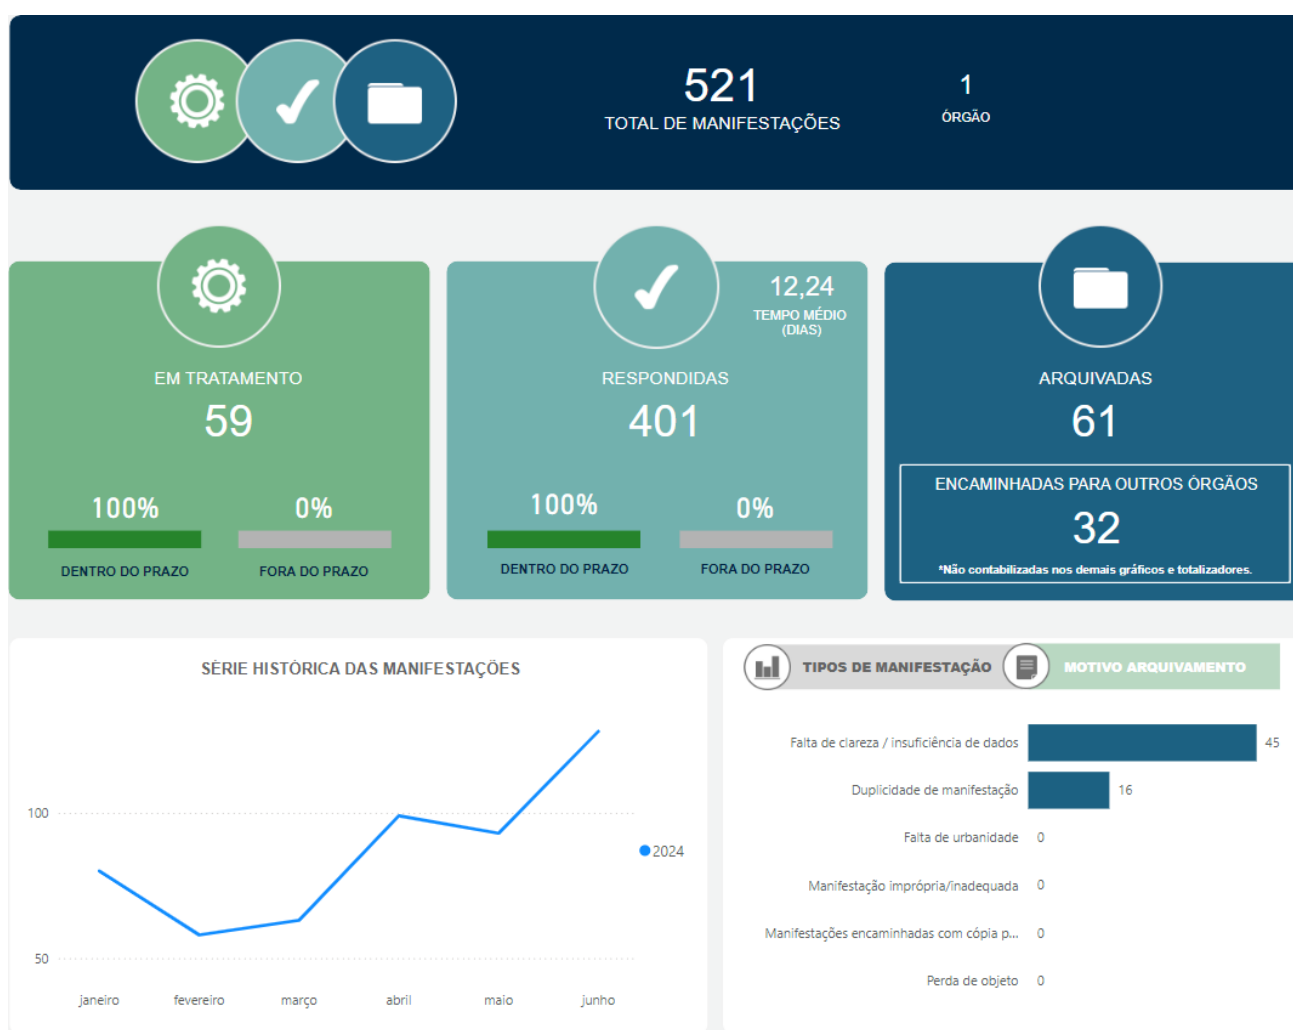 521
TOTAL DE MANIFESTAÇÕES
1
ÓRGÃO
EM TRATAMENTO
59
100%
0%
DENTRO DO PRAZO
FORA DO PRAZO
12,24
TEMPO MÉDIO
(DIAS)
RESPONDIDAS
401
100%
0%
DENTRO DO PRAZO
FORA DO PRAZO
ARQUIVADAS
61
ENCAMINHADAS PARA OUTROS ÓRGÃOS
32
*Não contabilizadas nos demais gráficos e totalizadores.
SÉRIE HISTÓRICA DAS MANIFESTAÇÕES
100
50
janeiro
fevereiro
março
abril
maio
junho
2024
TIPOS DE MANIFESTAÇÃO
MOTIVO ARQUIVAMENTO
Falta de clareza / insuficiência de dados 45
Duplicidade de manifestação 16
Falta de urbanidade 0
Manifestação imprópria/inadequada 0
Manifestações encaminhadas com cópia p... 0
Perda de objeto 0